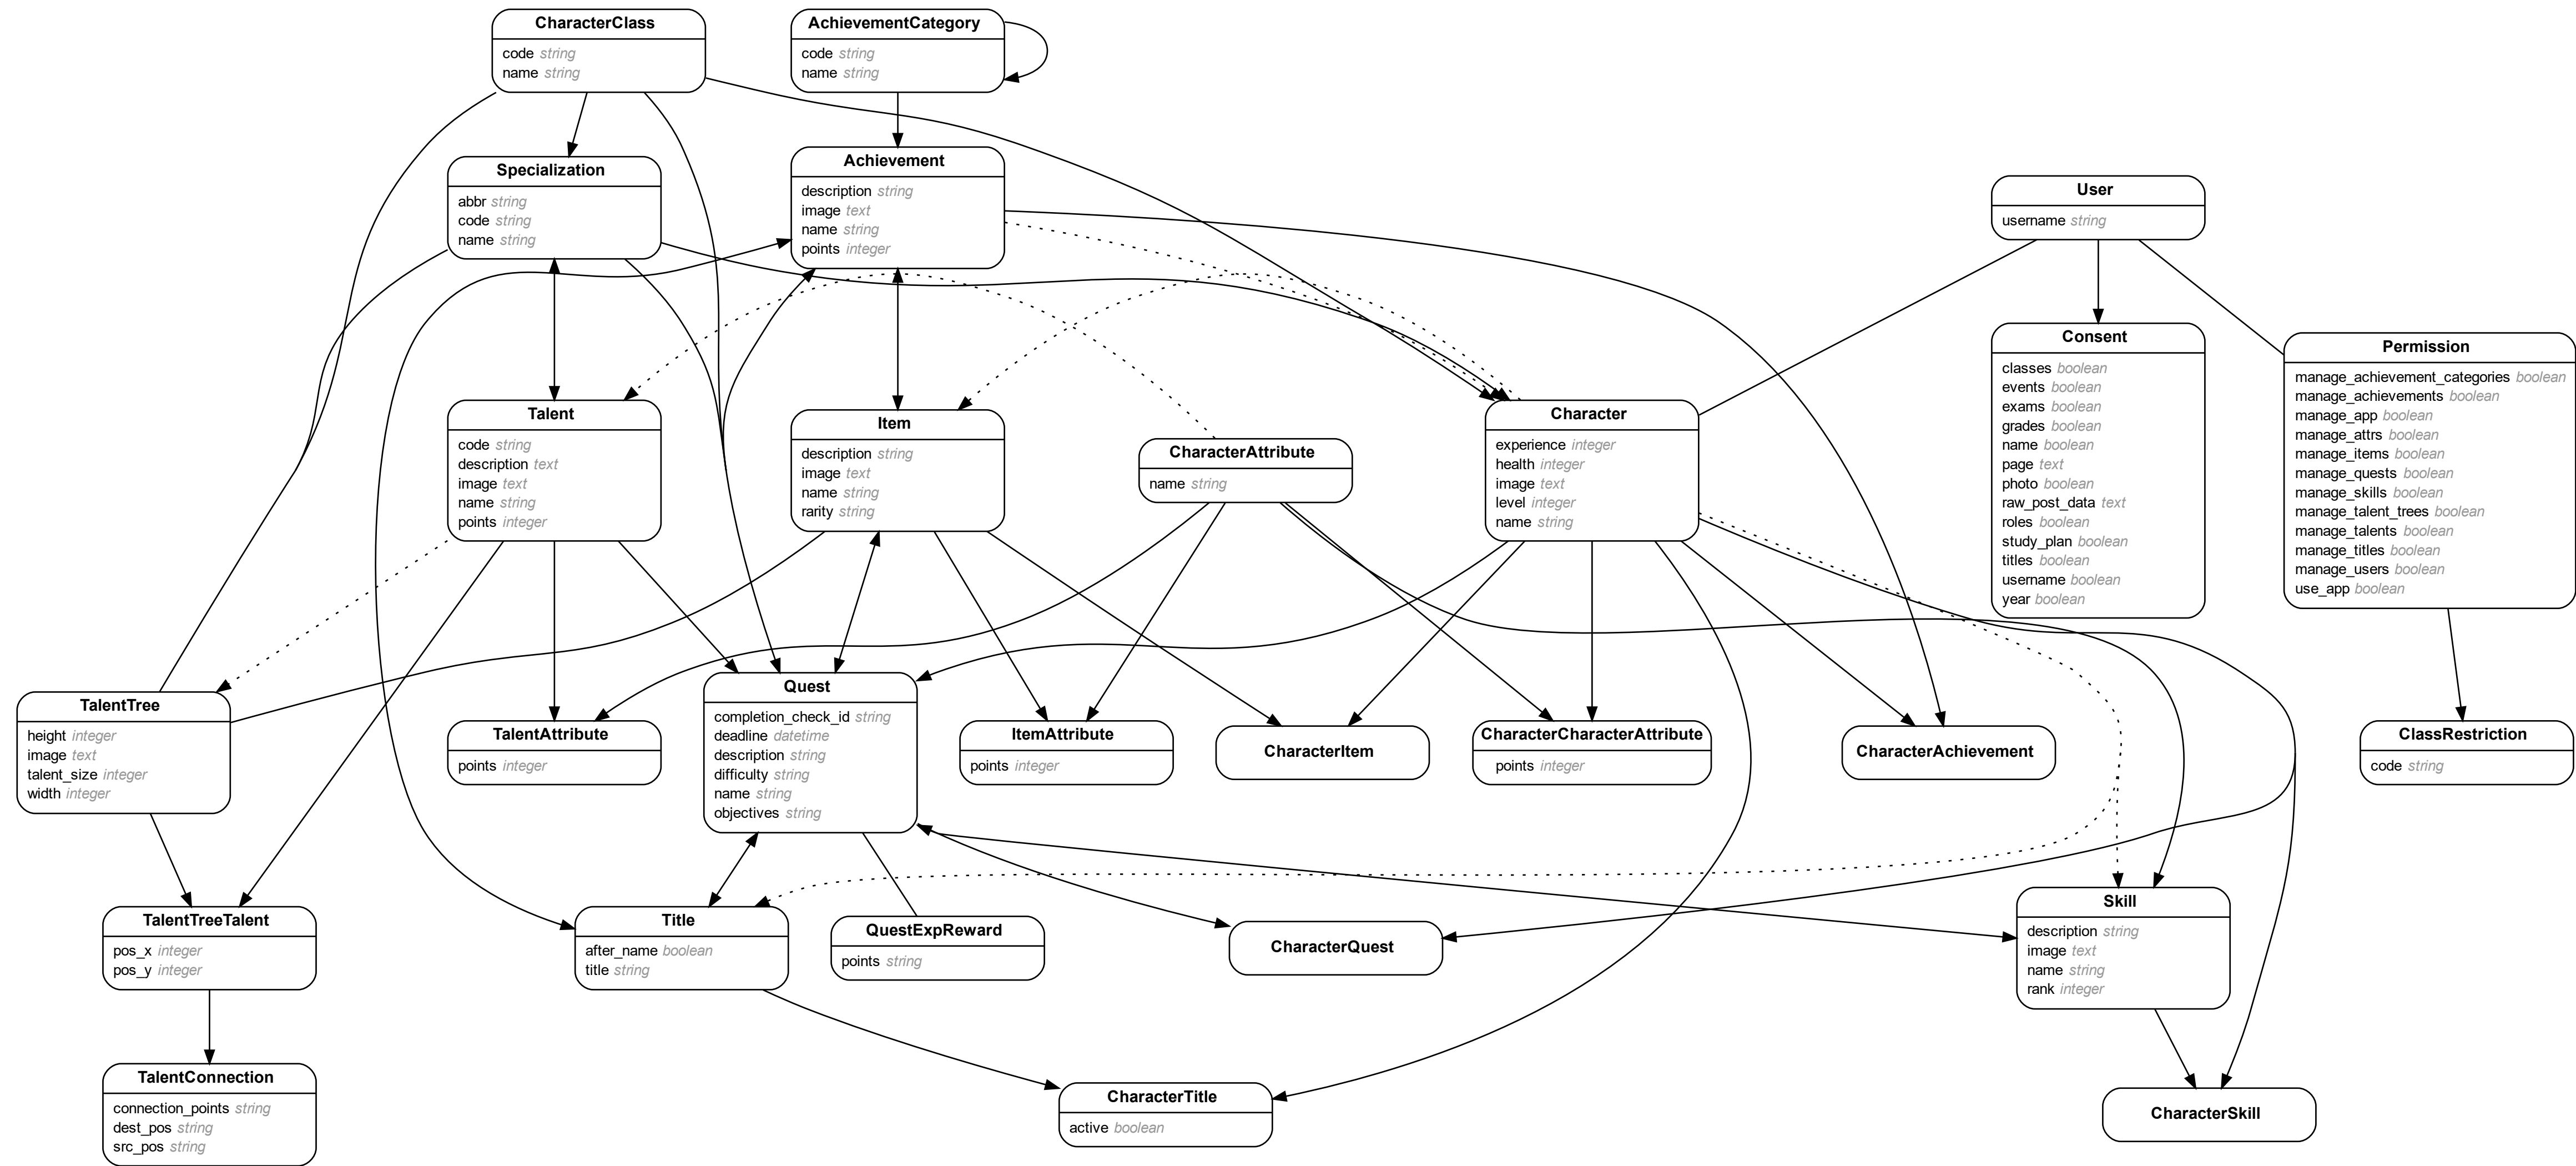 CharacterClass
code string
name string
AchievementCategory
code string
name string
Specialization
abbr string
code string
name string
Achievement
description string
image text
name string
points integer
User
username string
Consent
classes boolean
events boolean
exams boolean
grades boolean
name boolean
page text
photo boolean
raw_post_data text
roles boolean
study_plan boolean
titles boolean
username boolean
year boolean
Permission
manage_achievement_categories boolean
manage_achievements boolean
manage_app boolean
manage_attrs boolean
manage_items boolean
manage_quests boolean
manage_skills boolean
manage_talent_trees boolean
manage_talents boolean
manage_titles boolean
manage_users boolean
use_app boolean
Talent
code string
description text
image text
name string
points integer
Item
description string
image text
name string
rarity string
CharacterAttribute
name string
Character
experience integer
health integer
image text
level integer
name string
TalentTree
height integer
image text
talent_size integer
width integer
TalentAttribute
points integer
Quest
completion_check_id string
deadline datetime
description string
difficulty string
name string
objectives string
ItemAttribute
points integer
CharacterItem
CharacterCharacterAttribute
points integer
CharacterAchievement
ClassRestriction
code string
TalentTreeTalent
pos_x integer
pos_y integer
Title
after_name boolean
title string
QuestExpReward
points string
CharacterQuest
Skill
description string
image text
name string
rank integer
TalentConnection
connection_points string
dest_pos string
src_pos string
CharacterTitle
active boolean
CharacterSkill